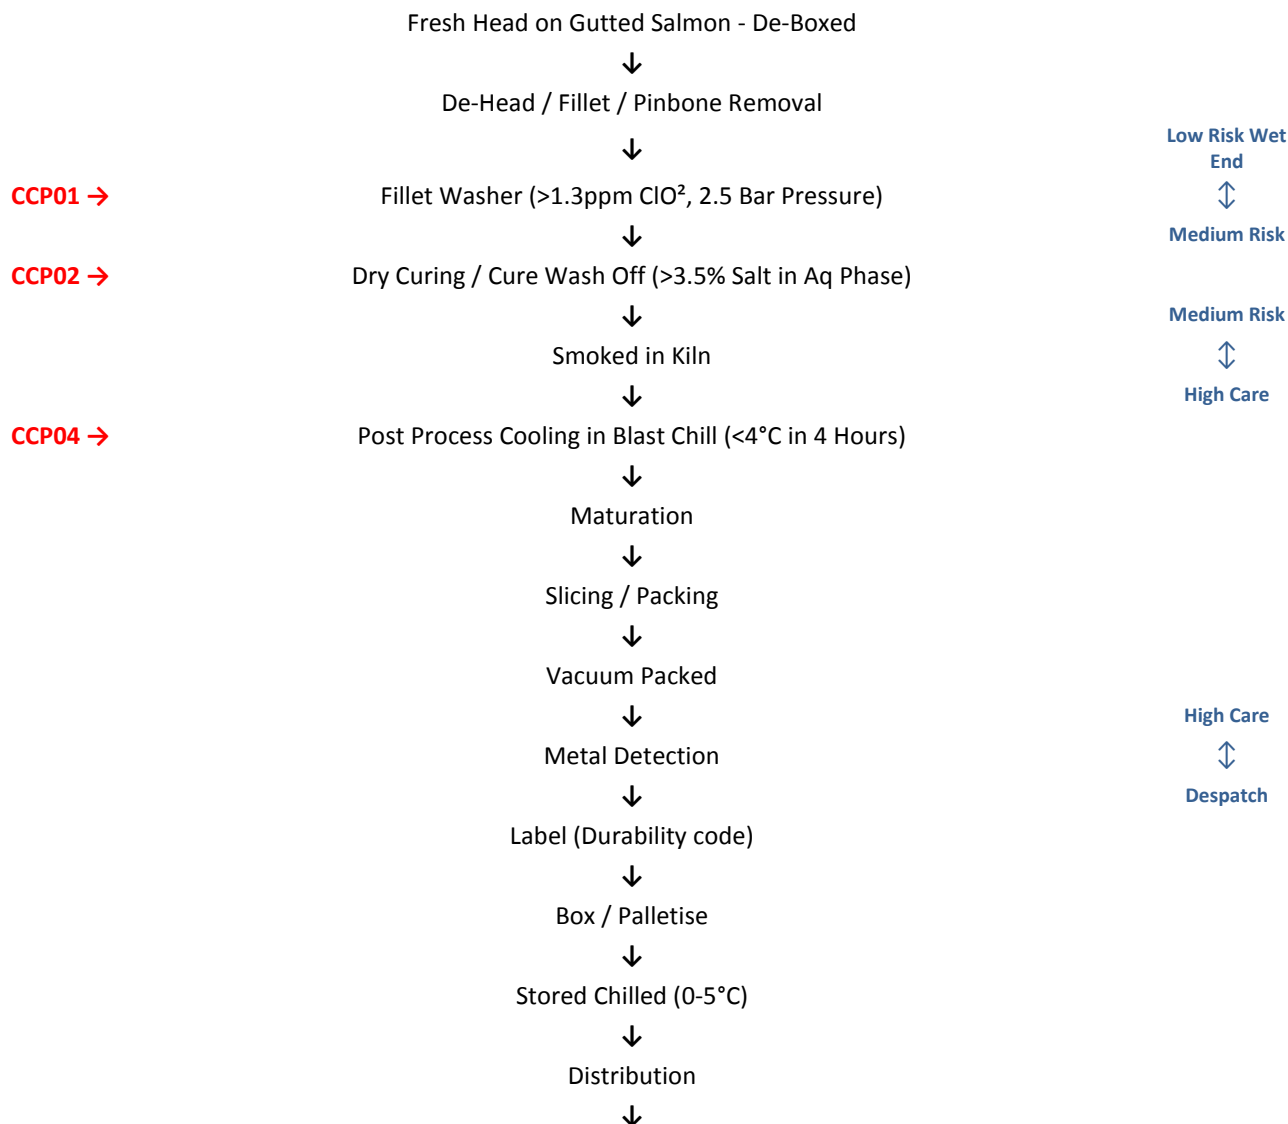 Fresh Head on Gutted Salmon - De-Boxed
↓
De-Head / Fillet / Pinbone Removal
↓
Low Risk Wet
End
CCP01 →
Fillet Washer (>1.3ppm ClO², 2.5 Bar Pressure)
↕
↓
Medium Risk
CCP02 →
Dry Curing / Cure Wash Off (>3.5% Salt in Aq Phase)
↓
Medium Risk
Smoked in Kiln
↕
↓
High Care
CCP04 →
Post Process Cooling in Blast Chill (<4°C in 4 Hours)
↓
Maturation
↓
Slicing / Packing
↓
Vacuum Packed
↓
High Care
Metal Detection
↕
↓
Despatch
Label (Durability code)
↓
Box / Palletise
↓
Stored Chilled (0-5°C)
↓
Distribution
↓